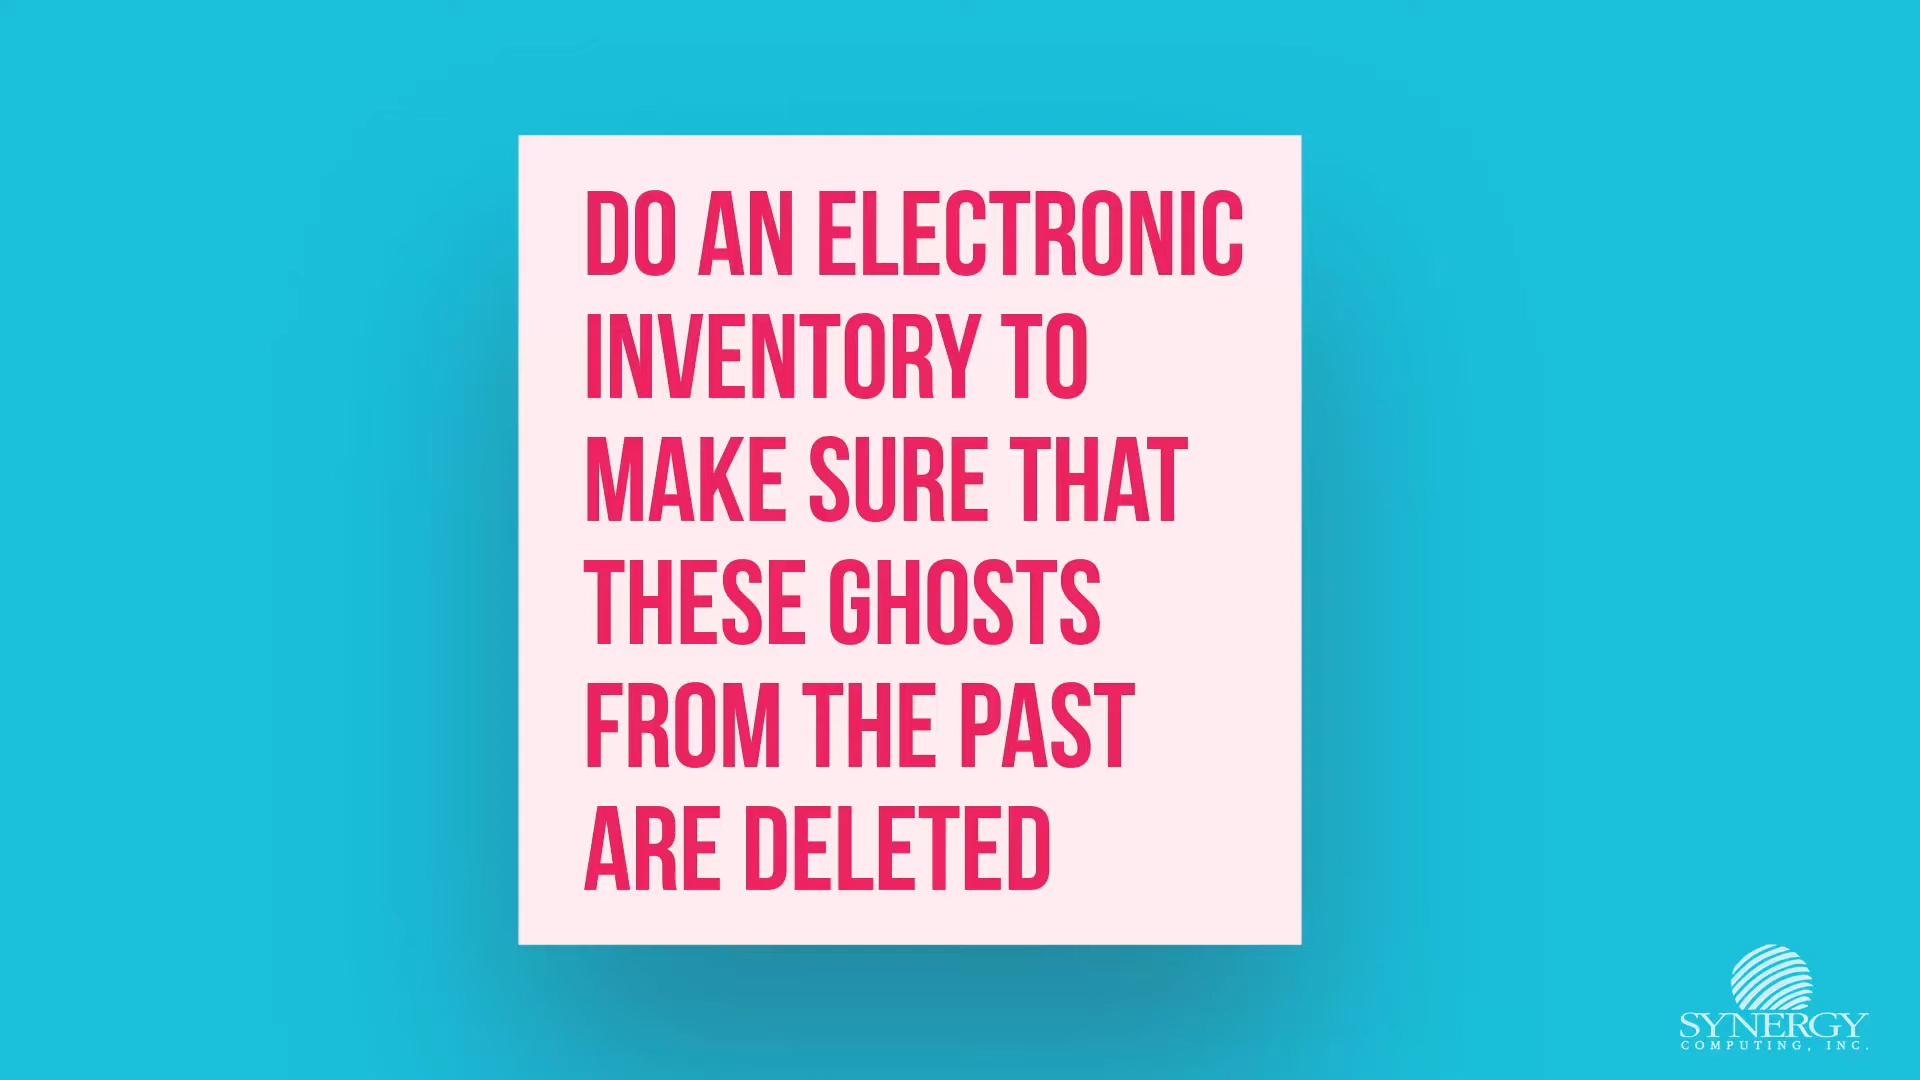 DO AN ELECTRONIC
INVENTORY TO
MAKE SURE THAT
THESE GHOSTS
FROM THE PAST
ARE DELETED
SYNERGY
COMPUTING, INC.